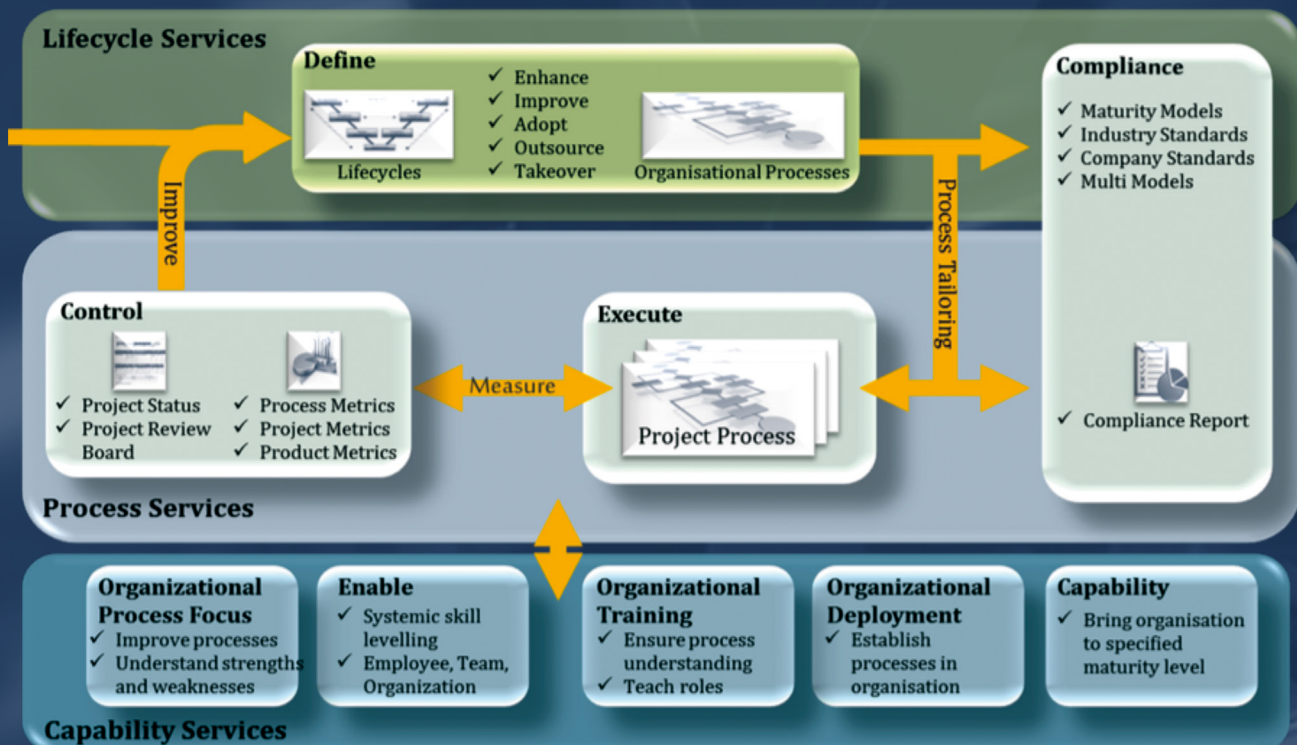 Lifecycle Services
Define
✓ Enhance
✓ Improve
✓ Adopt
✓ Outsource
✓ Takeover
Lifecycles
Organisational Processes
Compliance
✓ Maturity Models
✓ Industry Standards
✓ Company Standards
✓ Multi Models
✓ Compliance Report
Improve
Process Tailoring
Control
✓ Project Status
✓ Project Review
Board
✓ Process Metrics
✓ Project Metrics
✓ Product Metrics
Measure
Execute
Project Process
Process Services
Organizational
Process Focus
✓ Improve processes
✓ Understand strengths
and weaknesses
Enable
✓ Systemic skill
levelling
✓ Employee, Team,
Organization
Organizational
Training
✓ Ensure process
understanding
✓ Teach roles
Organizational
Deployment
✓ Establish
processes in
organisation
Capability
✓ Bring organisation
to specified
maturity level
Capability Services